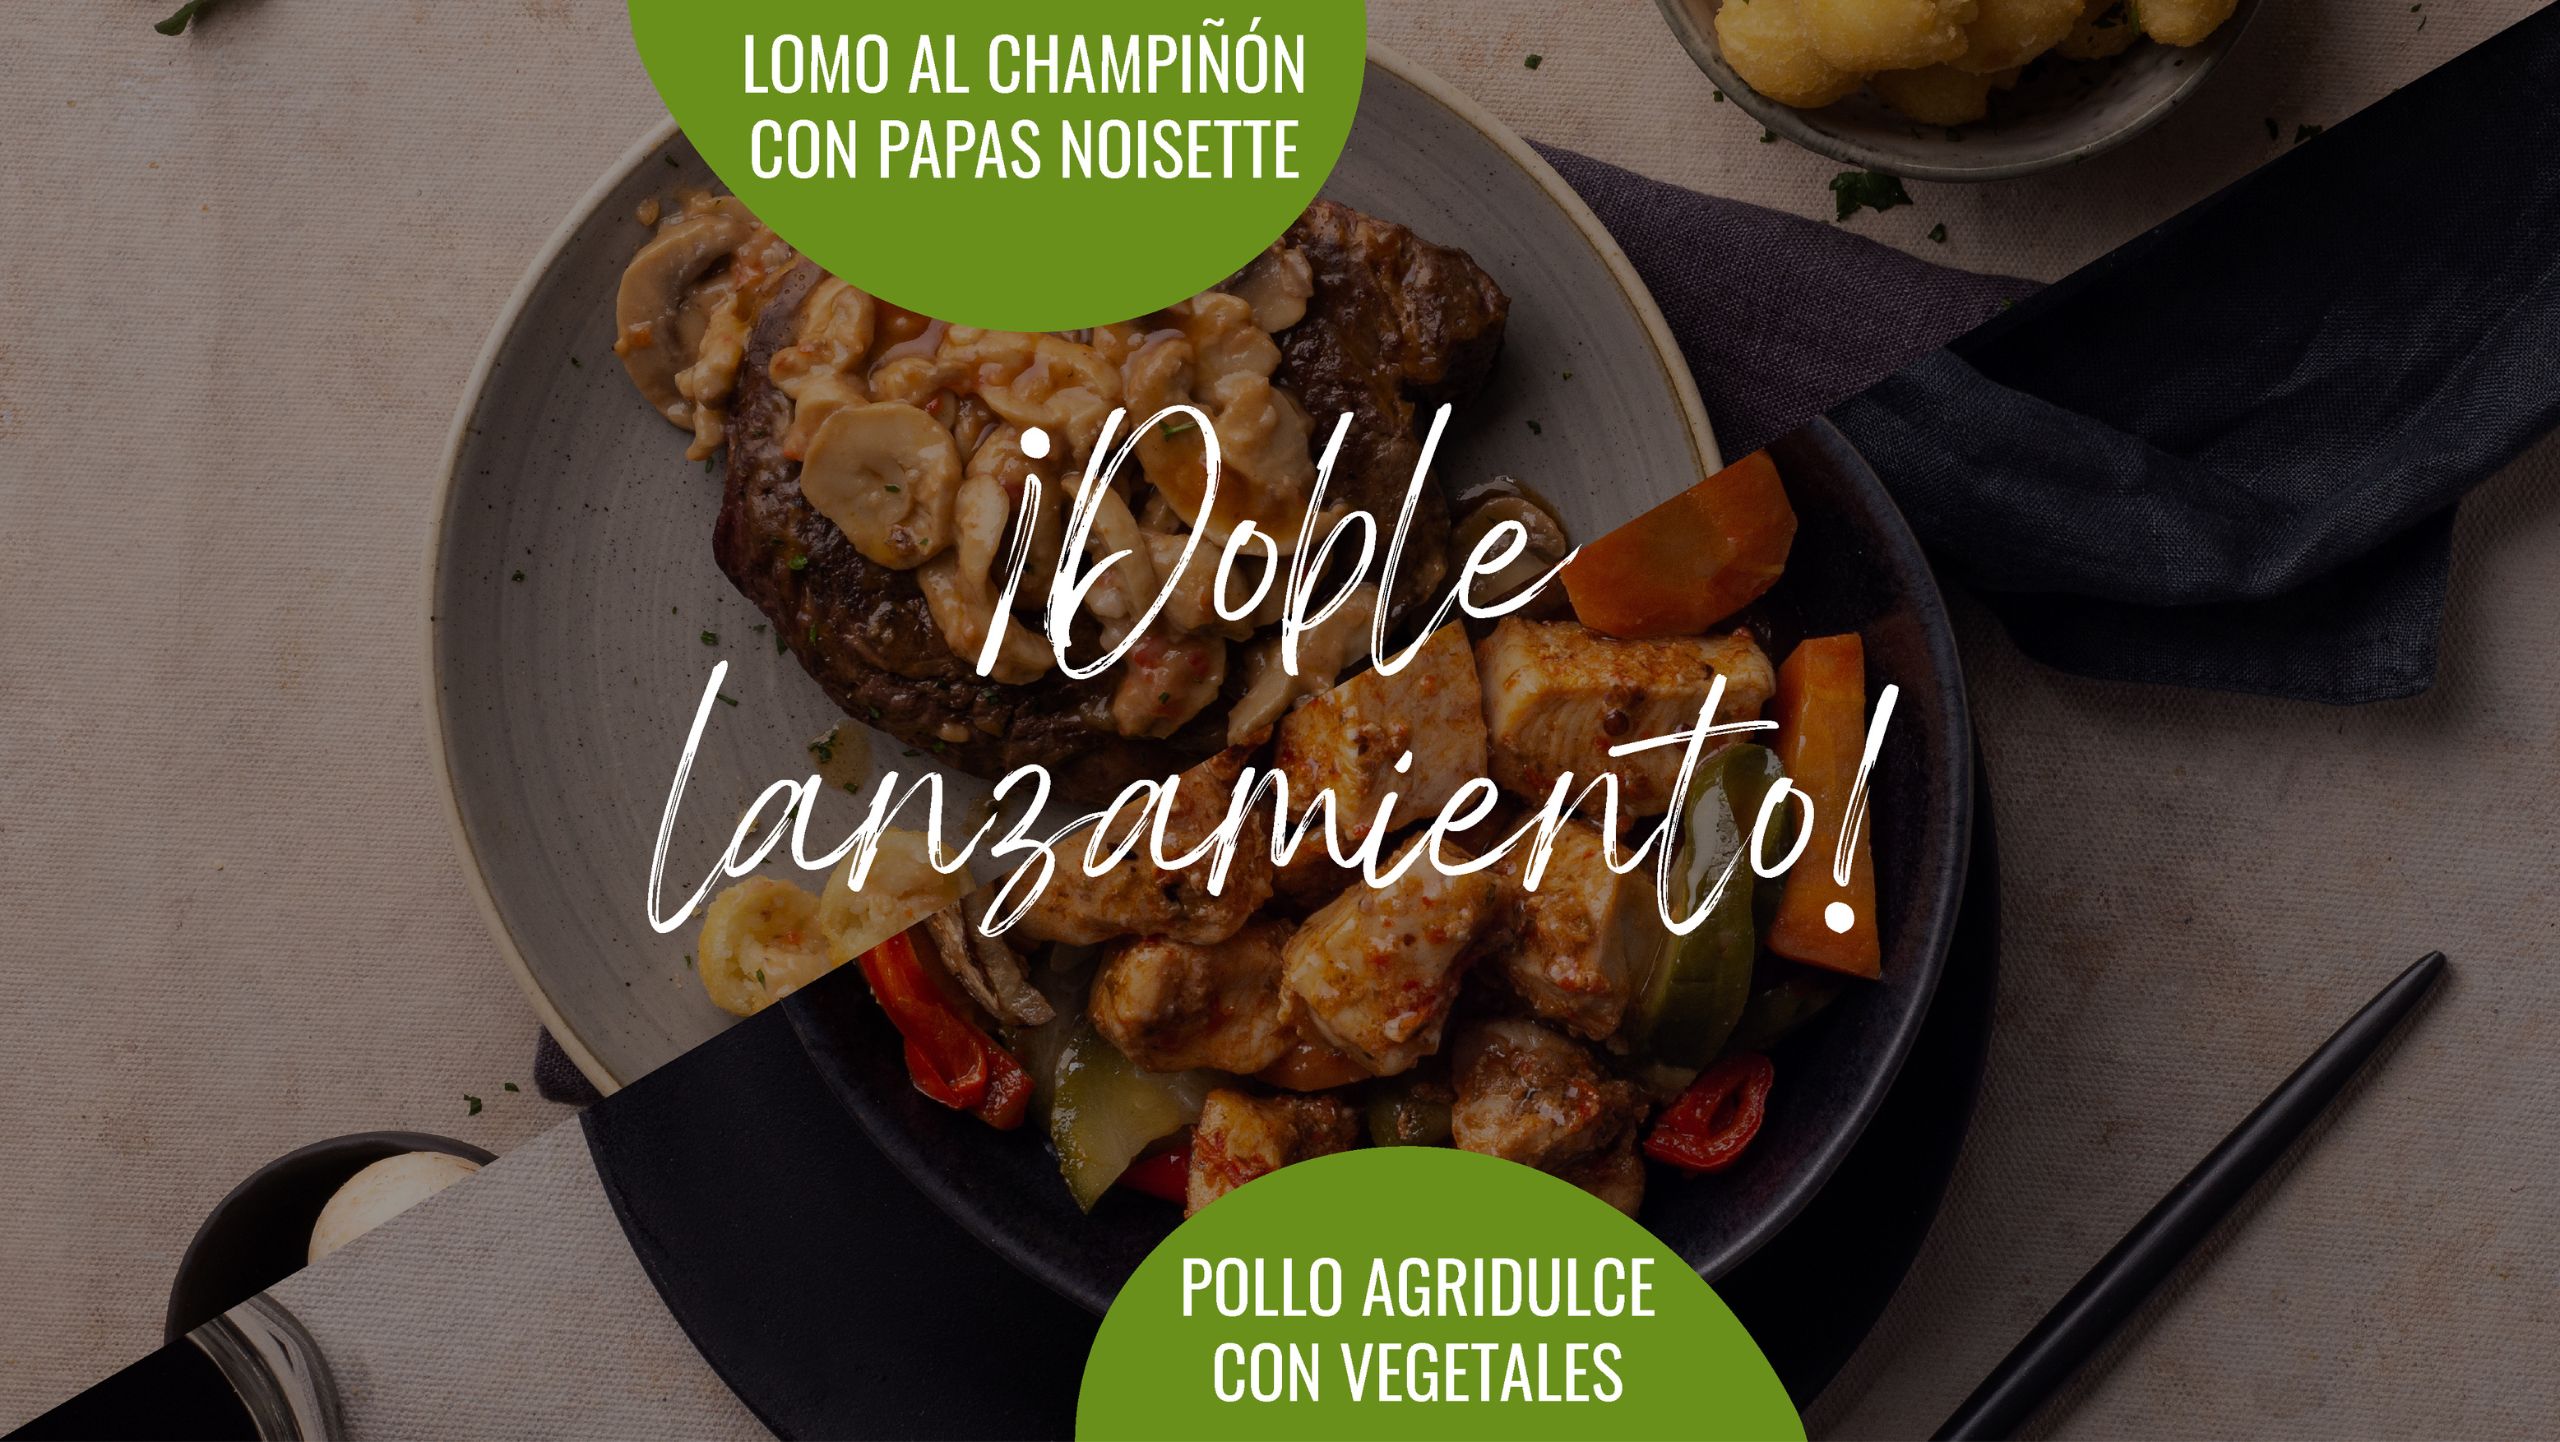 LOMO AL CHAMPIÑÓN
CON PAPAS NOISETTE
¡Doble
lanzamiento!
POLLO AGRIDULCE
CON VEGETALES